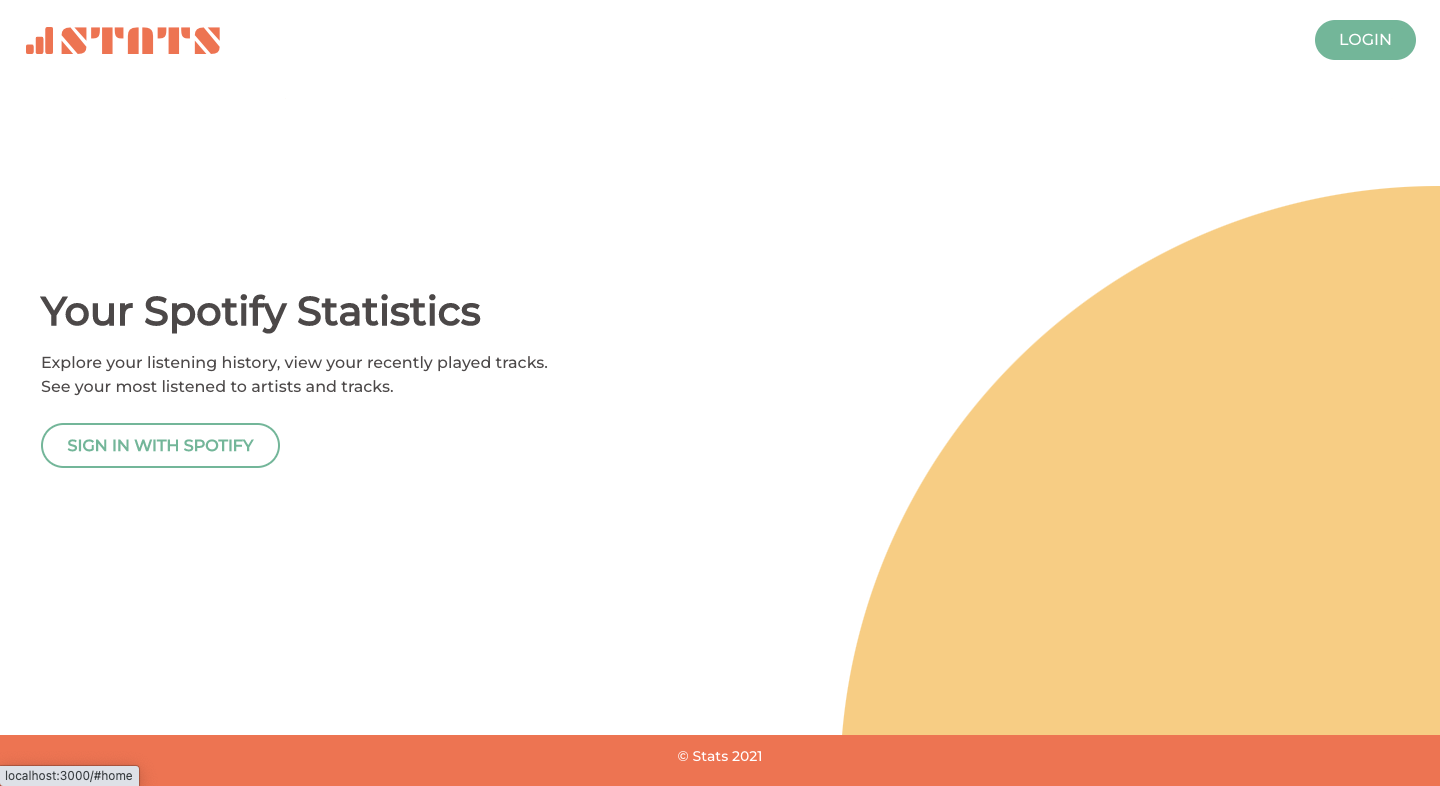 STATS
LOGIN
Your Spotify Statistics
Explore your listening history, view your recently played tracks.
See your most listened to artists and tracks.
SIGN IN WITH SPOTIFY
© Stats 2021
localhost:3000/#home